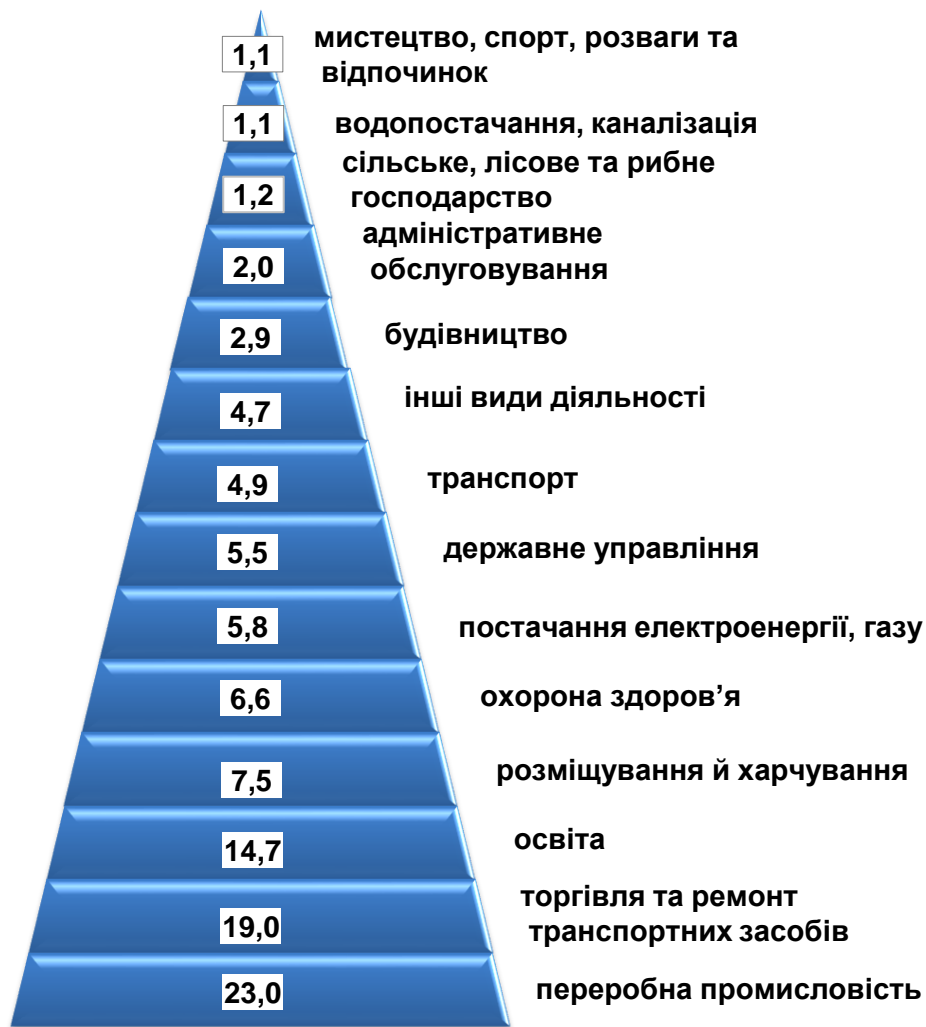 1,1 мистецтво, спорт, розваги та
відпочинок
1,1 водопостачання, каналізація
сільське, лісове та рибне
1,2 господарство
адміністративне
2,0 обслуговування
2,9 будівництво
4,7 інші види діяльності
4,9 транспорт
5,5 державне управління
5,8 постачання електроенергії, газу
6,6 охорона здоров’я
7,5 розміщування й харчування
14,7 освіта
торгівля та ремонт
19,0 транспортних засобів
23,0 переробна промисловість